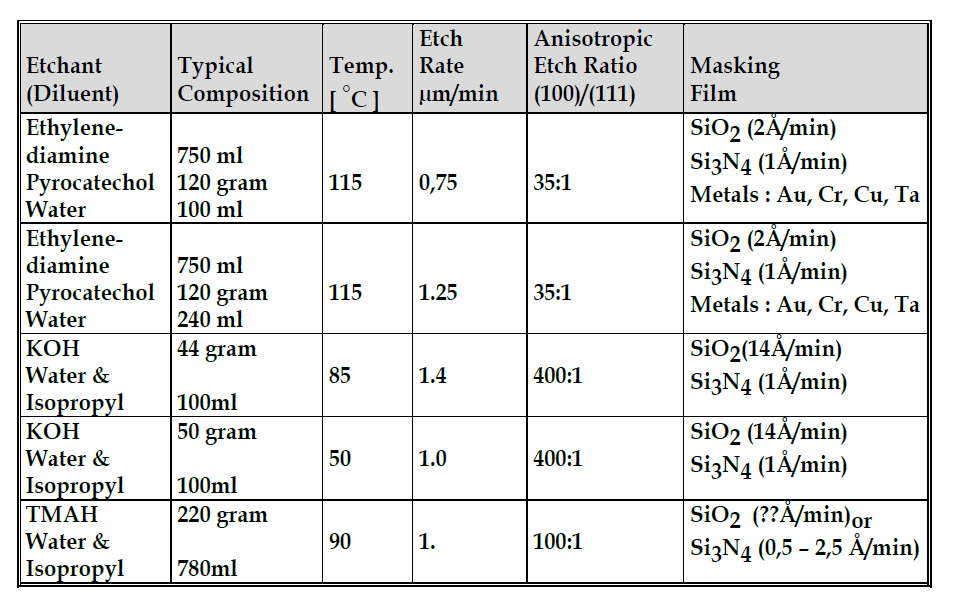 Etchant
(Diluent)
Typical
Composition
Temp.
[ °C ]
Etch
Rate
µm/min
Anisotropic
Etch Ratio
(100)/(111)
Masking
Film
Ethylene-
diamine
Pyrocatechol
Water
750 ml
120 gram
100 ml
115
0,75
35:1
SiO2 (2Å/min)
Si3N4 (1Å/min)
Metals : Au, Cr, Cu, Ta
Ethylene-
diamine
Pyrocatechol
Water
750 ml
120 gram
240 ml
115
1.25
35:1
SiO2 (2Å/min)
Si3N4 (1Å/min)
Metals : Au, Cr, Cu, Ta
KOH
Water &
Isopropyl
44 gram
100ml
85
1.4
400:1
SiO2(14Å/min)
Si3N4 (1Å/min)
KOH
Water &
Isopropyl
50 gram
100ml
50
1.0
400:1
SiO2 (14Å/min)
Si3N4 (1Å/min)
TMAH
Water &
Isopropyl
220 gram
780ml
90
1.
100:1
SiO2 (??Å/min)or
Si3N4 (0,5 – 2,5 Å/min)